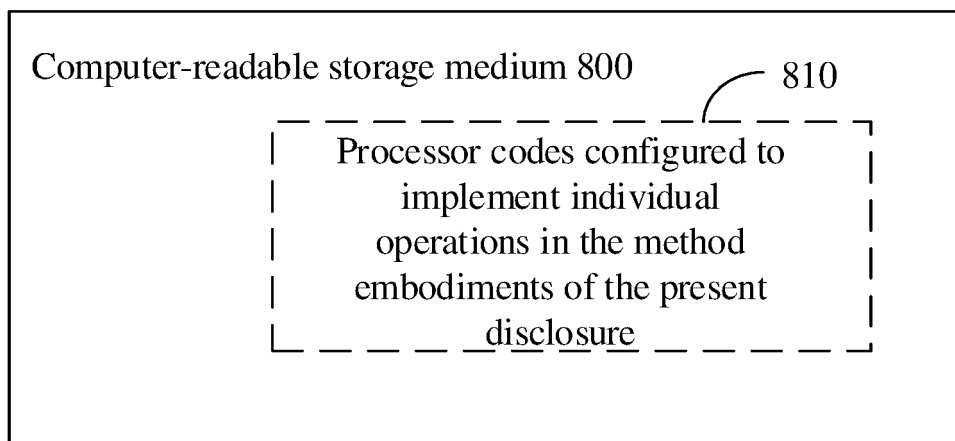 Computer-readable storage medium 800
810
Processor codes configured to
implement individual
operations in the method
embodiments of the present
disclosure